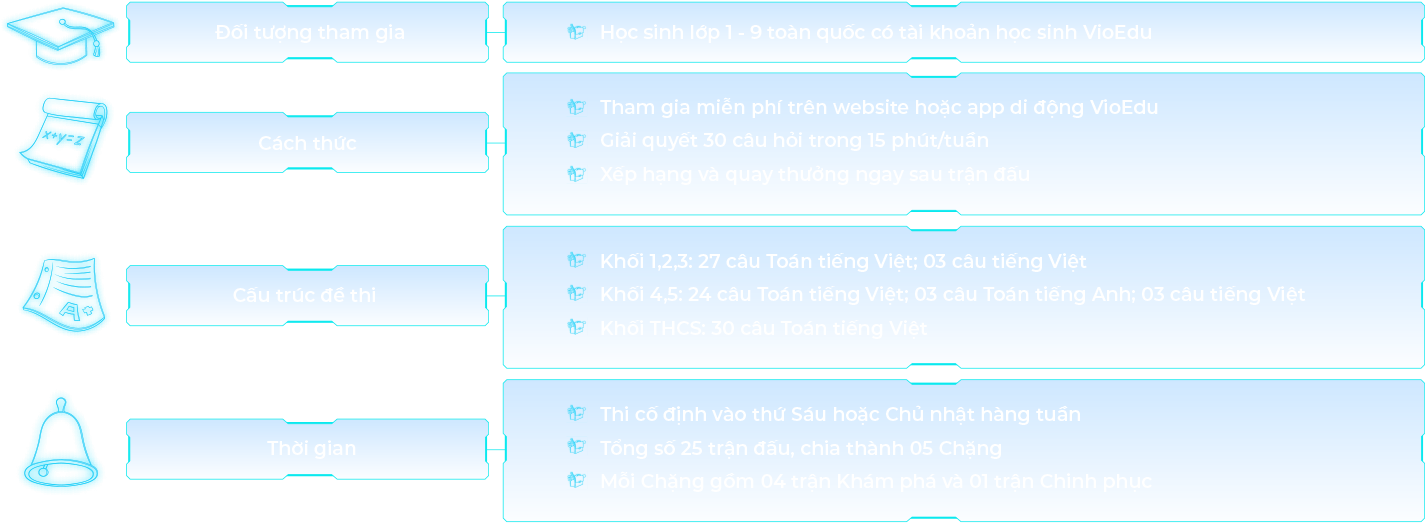 Đối tượng tham gia
Học sinh lớp 1 - 9 toàn quốc có tài khoản học sinh VioEdu
x+y=z
Cách thức
Tham gia miễn phí trên website hoặc app di động VioEdu
Giải quyết 30 câu hỏi trong 15 phút/tuần
Xếp hạng và quay thưởng ngay sau trận đấu
A+
Cấu trúc đề thi
Khối 1,2,3: 27 câu Toán tiếng Việt; 03 câu tiếng Việt
Khối 4,5: 24 câu Toán tiếng Việt; 03 câu Toán tiếng Anh; 03 câu tiếng Việt
Khối THCS: 30 câu Toán tiếng Việt
Thời gian
Thi cố định vào thứ Sáu hoặc Chủ nhật hàng tuần
Tổng số 25 trận đấu, chia thành 05 Chặng
Mỗi Chặng gồm 04 trận Khám phá và 01 trận Chinh phục